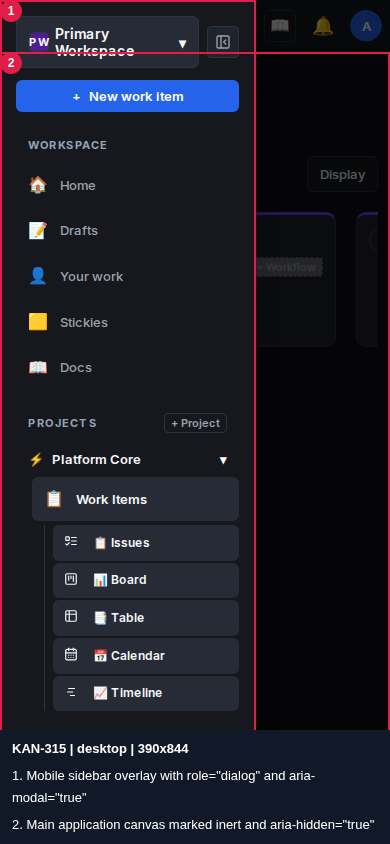 1
PW Primary Workspace ▼
A
2
+ New work item
WORKSPACE
Home
Display
Drafts
+ Workflow
Your work
Stickies
Docs
PROJECTS
+ Project
Platform Core ▼
Work Items
Issues
Board
Table
Calendar
Timeline
KAN-315 | desktop | 390x844
1. Mobile sidebar overlay with role="dialog" and aria-
modal="true"
2. Main application canvas marked inert and aria-hidden="true"